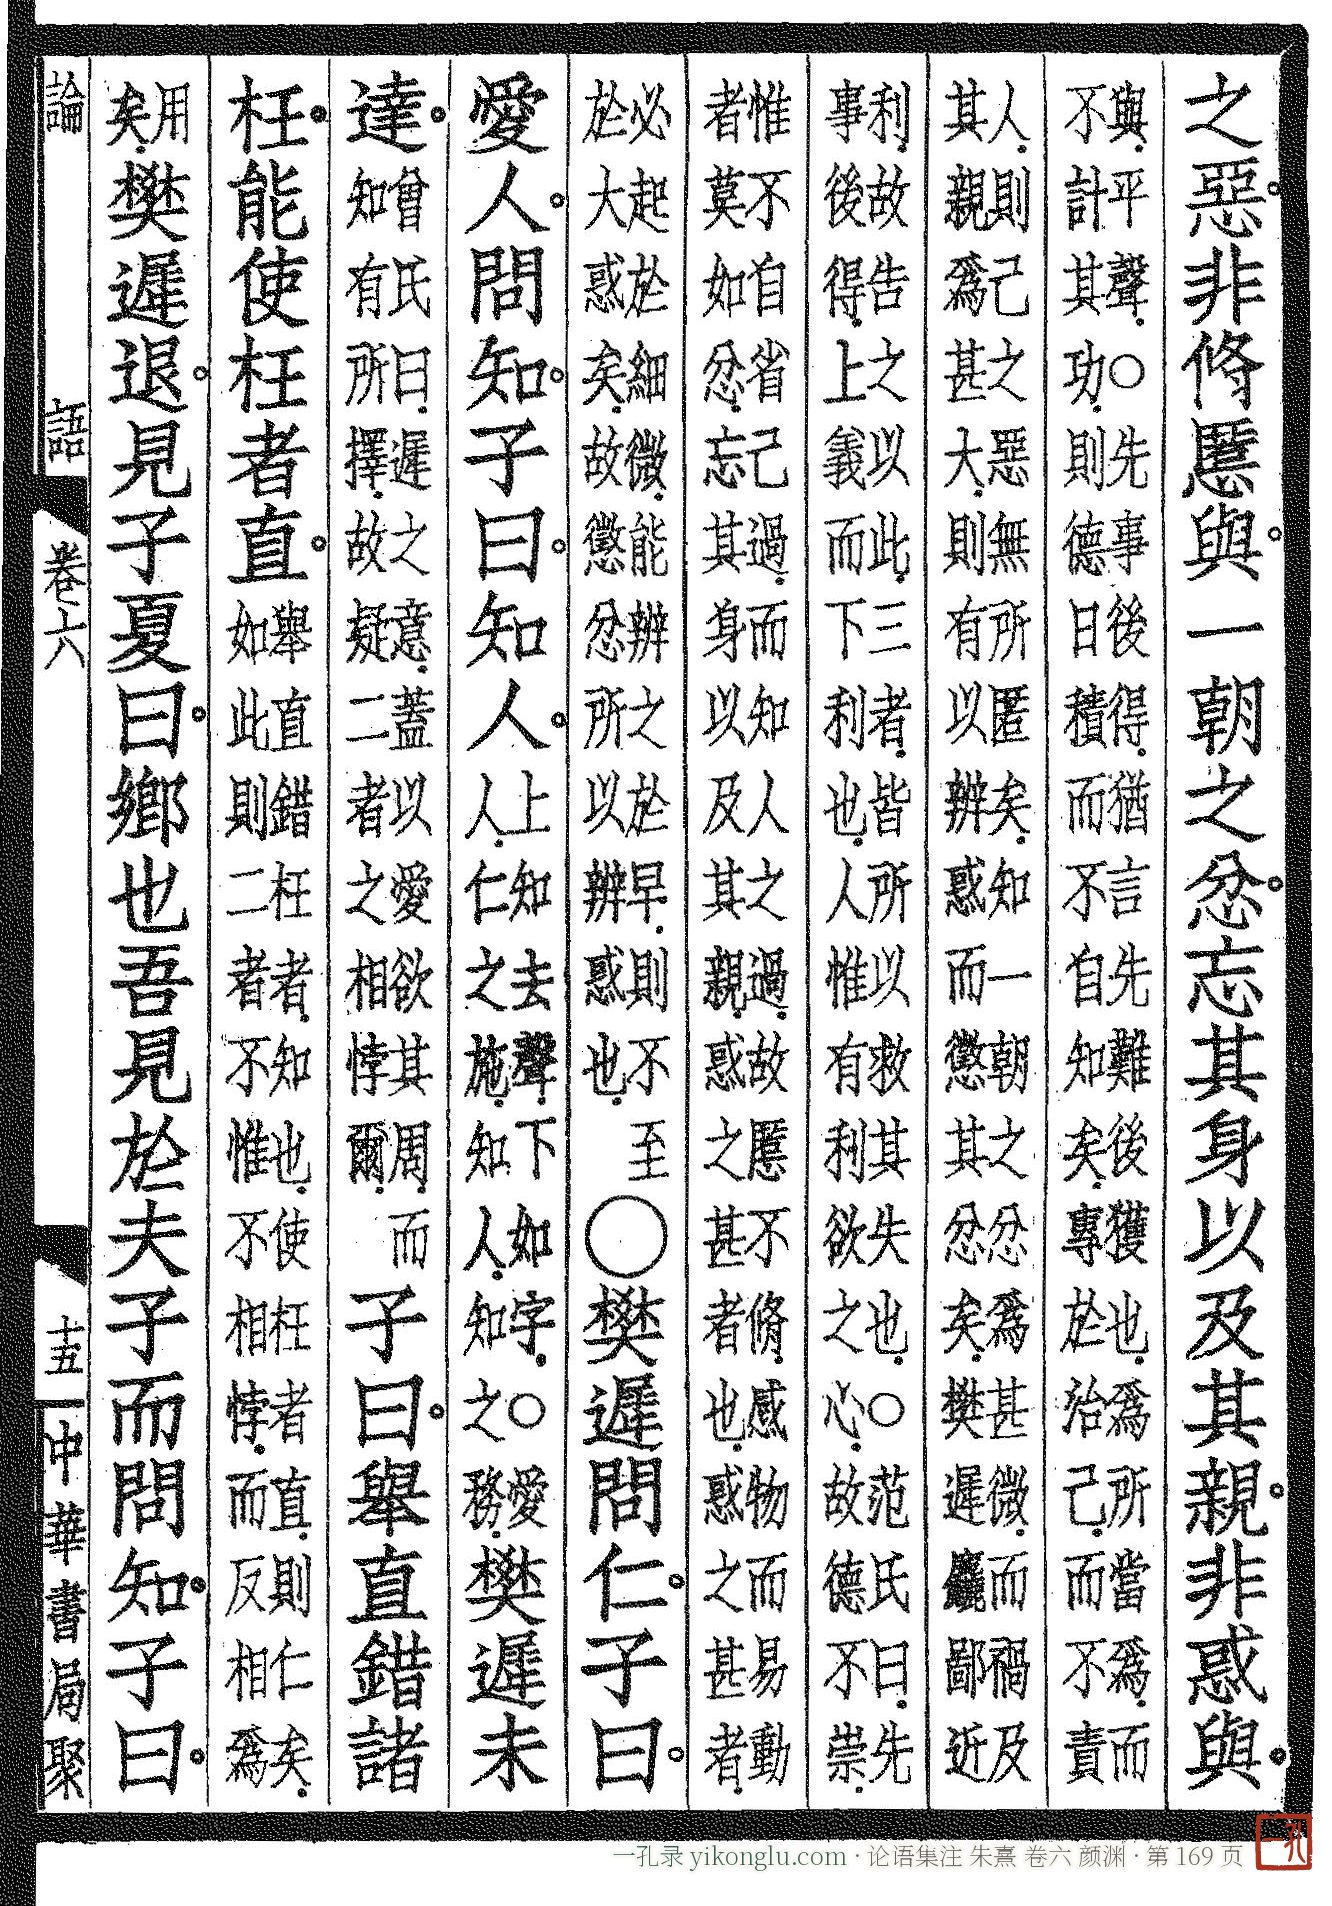 之惡非脩慝與一朝之忿忘其身以及其親非惑與
與平聲○先事後得猶言先難後獲也爲所當爲而
不計其功則德日積而不自知矣專於治己而不責
人則己之惡無所匿矣知一朝之忿爲甚微而禍及
其親爲甚大則有以辨惑而懲其忿矣樊遲麤鄙近
利故告之以此三者皆所以救其失也○范氏曰先
事後得上義而下利也人惟有利欲之心故德不崇
惟不自省己過而知人之過故慝不脩感物而易動
者莫如忿忘其身以及其親惑之甚者也惑之甚者
必起於細微能辨之於早則不至
於大惑矣故懲忿所以辨惑也
○樊遲問仁子曰
愛人問知子曰知人
上知去聲下如字○愛
人仁之施知人知之務
樊遲未
達
曾氏曰遲之意蓋以愛欲其周而
知有所擇故疑二者之相悖爾
子曰舉直錯諸
枉能使枉者直
舉直錯枉者知也使枉者直則仁矣
如此則二者不惟不相悖而反相爲
用
矣
樊遲退見子夏曰鄉也吾見於夫子而問知子曰
論語 卷六 十五 中華書局聚
一孔录 yikonglu.com · 论语集注 朱熹 卷六 颜渊 · 第 169 页
一孔